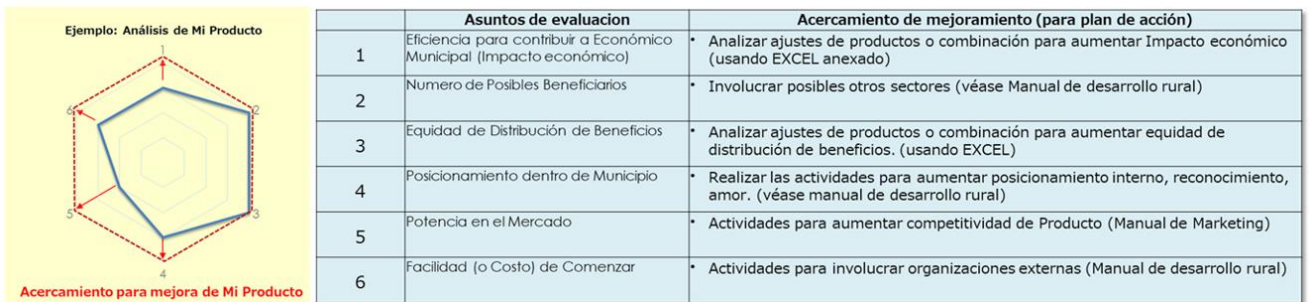 Ejemplo: Análisis de Mi Producto
1
2
3
4
5
6
Acercamiento para mejora de Mi Producto
Asuntos de evaluacion
Acercamiento de mejoramiento (para plan de acción)
1
Eficiencia para contribuir a Económico
Municipal (Impacto económico)
• Analizar ajustes de productos o combinación para aumentar Impacto económico
(usando EXCEL anexado)
2
Numero de Posibles Beneficiarios
• Involucrar posibles otros sectores (véase Manual de desarrollo rural)
3
Equidad de Distribución de Beneficios
• Analizar ajustes de productos o combinación para aumentar equidad de
distribución de beneficios. (usando EXCEL)
4
Posicionamiento dentro de Municipio
• Realizar las actividades para aumentar posicionamiento interno, reconocimiento,
amor. (véase manual de desarrollo rural)
5
Potencia en el Mercado
• Actividades para aumentar competitividad de Producto (Manual de Marketing)
6
Facilidad (o Costo) de Comenzar
• Actividades para involucrar organizaciones externas (Manual de desarrollo rural)